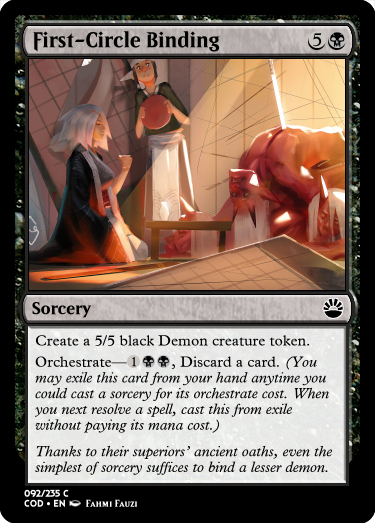 First-Circle Binding 5
Sorcery
Create a 5/5 black Demon creature token.
Orchestrate—1, Discard a card. (You
may exile this card from your hand anytime you
could cast a sorcery for its orchestrate cost. When
you next resolve a spell, cast this from exile
without paying its mana cost.)
Thanks to their superiors' ancient oaths, even
the simplest of sorcery suffices to bind a lesser demon.
092/235 C
COD • EN Fahmi Fauzi